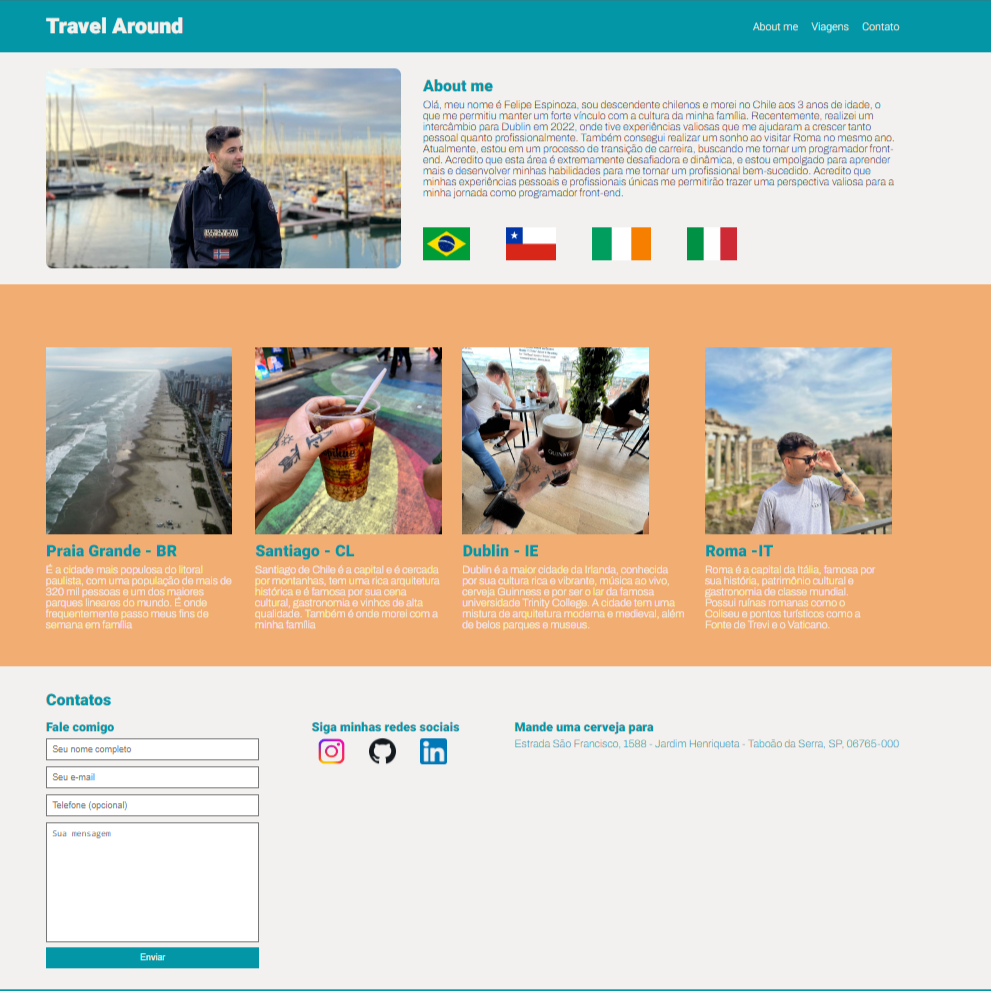 Travel Around
About me Viagens Contato
About me
Olá, meu nome é Felipe Espinoza, sou descendente chilenos e morei no Chile aos 3 anos de idade, o
que me permitiu manter um forte vínculo com a cultura da minha família. Recentemente, realizei um
intercâmbio para Dublin em 2022, onde tive experiências valiosas que me ajudaram a crescer tanto
pessoal quanto profissionalmente. Também consegui realizar um sonho ao visitar Roma no mesmo ano.
Atualmente, estou em um processo de transição de carreira, buscando me tornar um programador front-
end. Acredito que esta área é extremamente desafiadora e dinâmica, e estou empolgado para aprender
mais e desenvolver minhas habilidades para me tornar um profissional bem-sucedido. Acredito que
minhas experiências pessoais e profissionais únicas me permitirão trazer uma perspectiva valiosa para a
minha jornada como programador front-end.
GUINNESS
Praia Grande - BR
É a cidade mais populosa do litoral
paulista, com uma população de mais de
320 mil pessoas e um dos maiores
parques lineares do mundo. É onde
frequentemente passo meus fins de
semana em família
Santiago - CL
Santiago de Chile é a capital e é cercada
por montanhas, tem uma rica arquitetura
histórica e é famosa por sua cena
cultural, gastronomia e vinhos de alta
qualidade. Também é onde morei com a
minha família
Dublin - IE
Dublin é a maior cidade da Irlanda, conhecida
por sua cultura rica e vibrante, música ao vivo,
cerveja Guinness e por ser o lar da famosa
universidade Trinity College. A cidade tem uma
mistura de arquitetura moderna e medieval, além
de belos parques e museus.
Roma -IT
Roma é a capital da Itália, famosa por
sua história, patrimônio cultural e
gastronomia de classe mundial.
Possui ruínas romanas como o
Coliseu e pontos turísticos como a
Fonte de Trevi e o Vaticano.
Contatos
Fale comigo
Seu nome completo
Seu e-mail
Telefone (opcional)
Sua mensagem
Enviar
Siga minhas redes sociais
in
Mande uma cerveja para
Estrada São Francisco, 1588 - Jardim Henriqueta - Taboão da Serra, SP, 06765-000